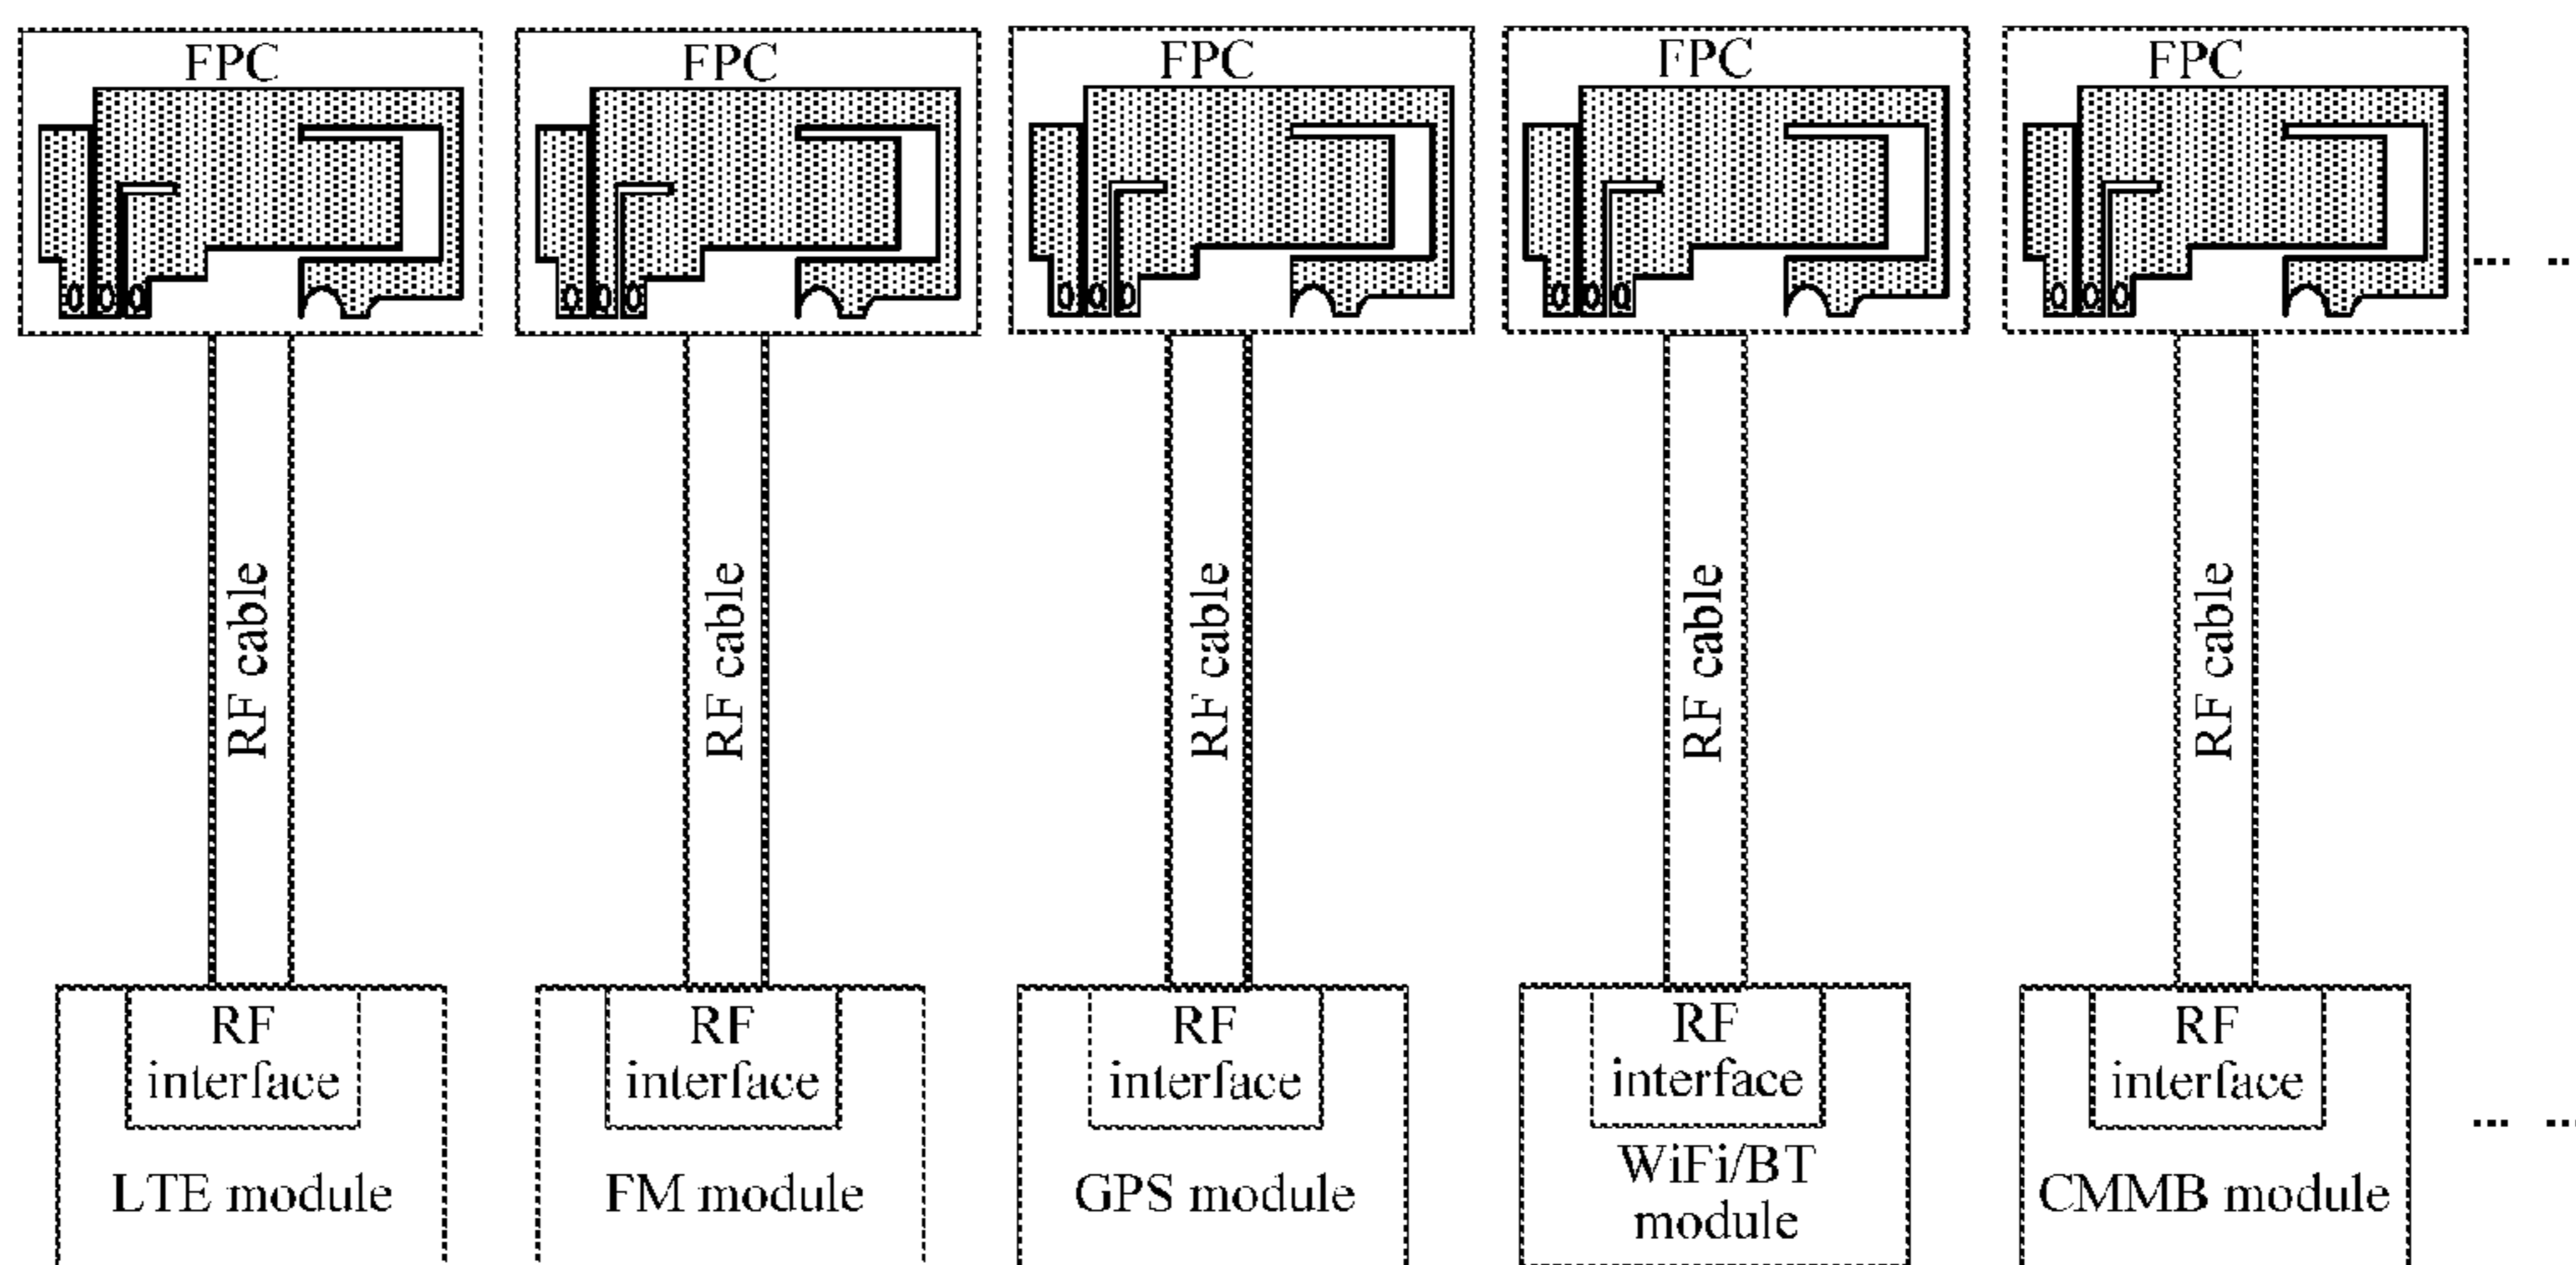 FPC FPC FPC FPC FPC
... ..
RF cable RF cable RF cable RF cable RF cable
RF RF RF RF RF
interface interface interface interface interface
... ...
LTE module FM module GPS module WiFi/BT CMMB module
module